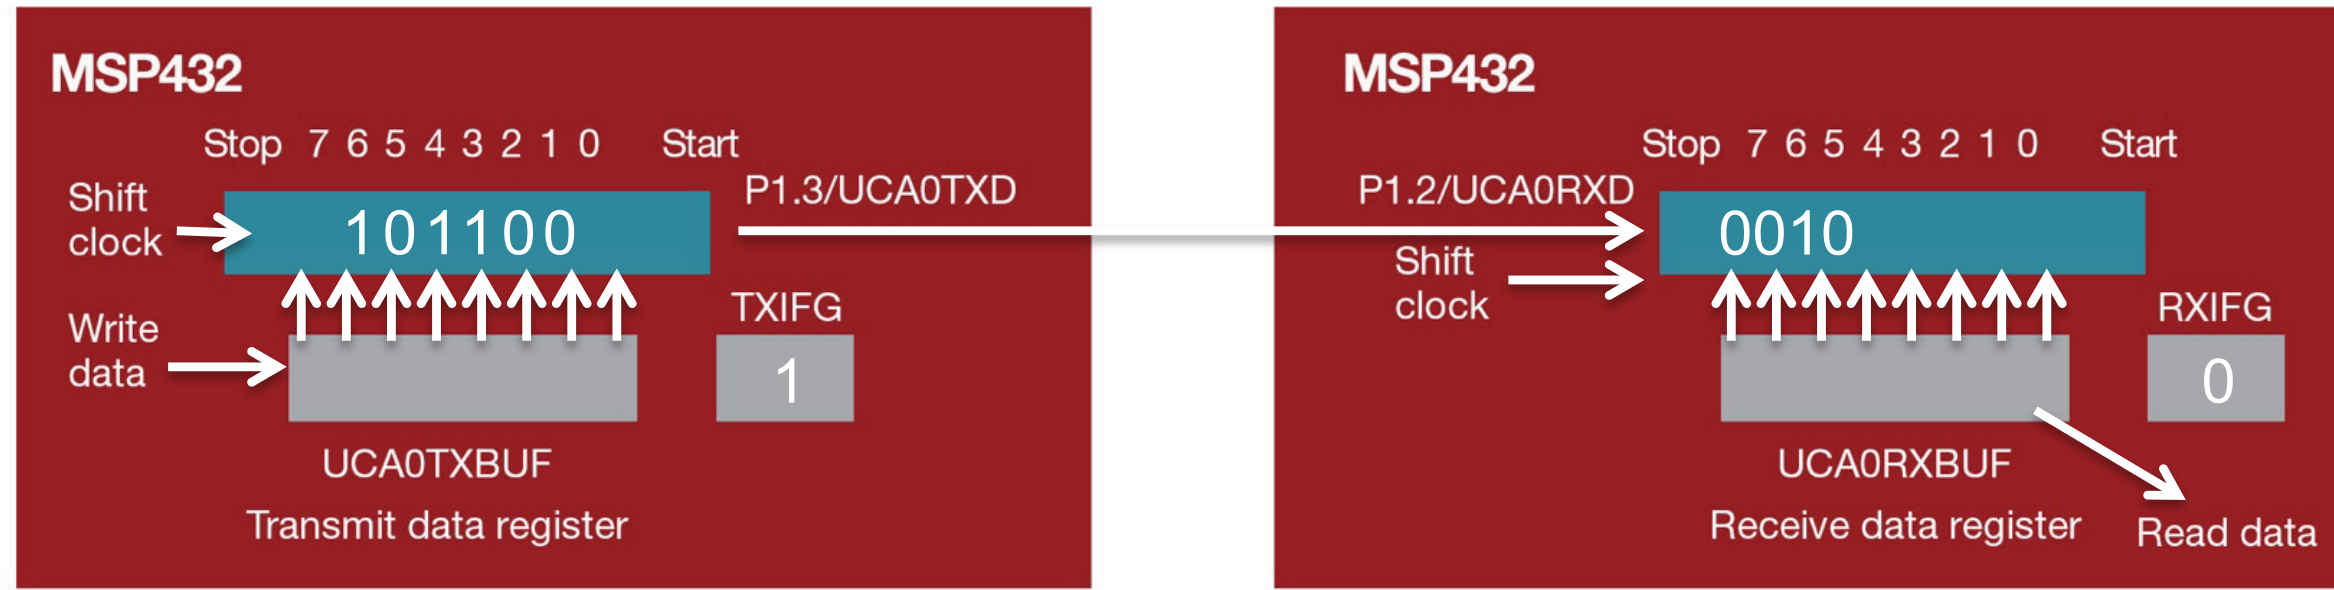 MSP432
Stop 7 6 5 4 3 2 1 0 Start
Shift
clock
101100
P1.3/UCA0TXD
Write
data
TXIFG
1
UCA0TXBUF
Transmit data register
MSP432
Stop 7 6 5 4 3 2 1 0 Start
P1.2/UCA0RXD
0010
Shift
clock
RXIFG
0
UCA0RXBUF
Receive data register
Read data